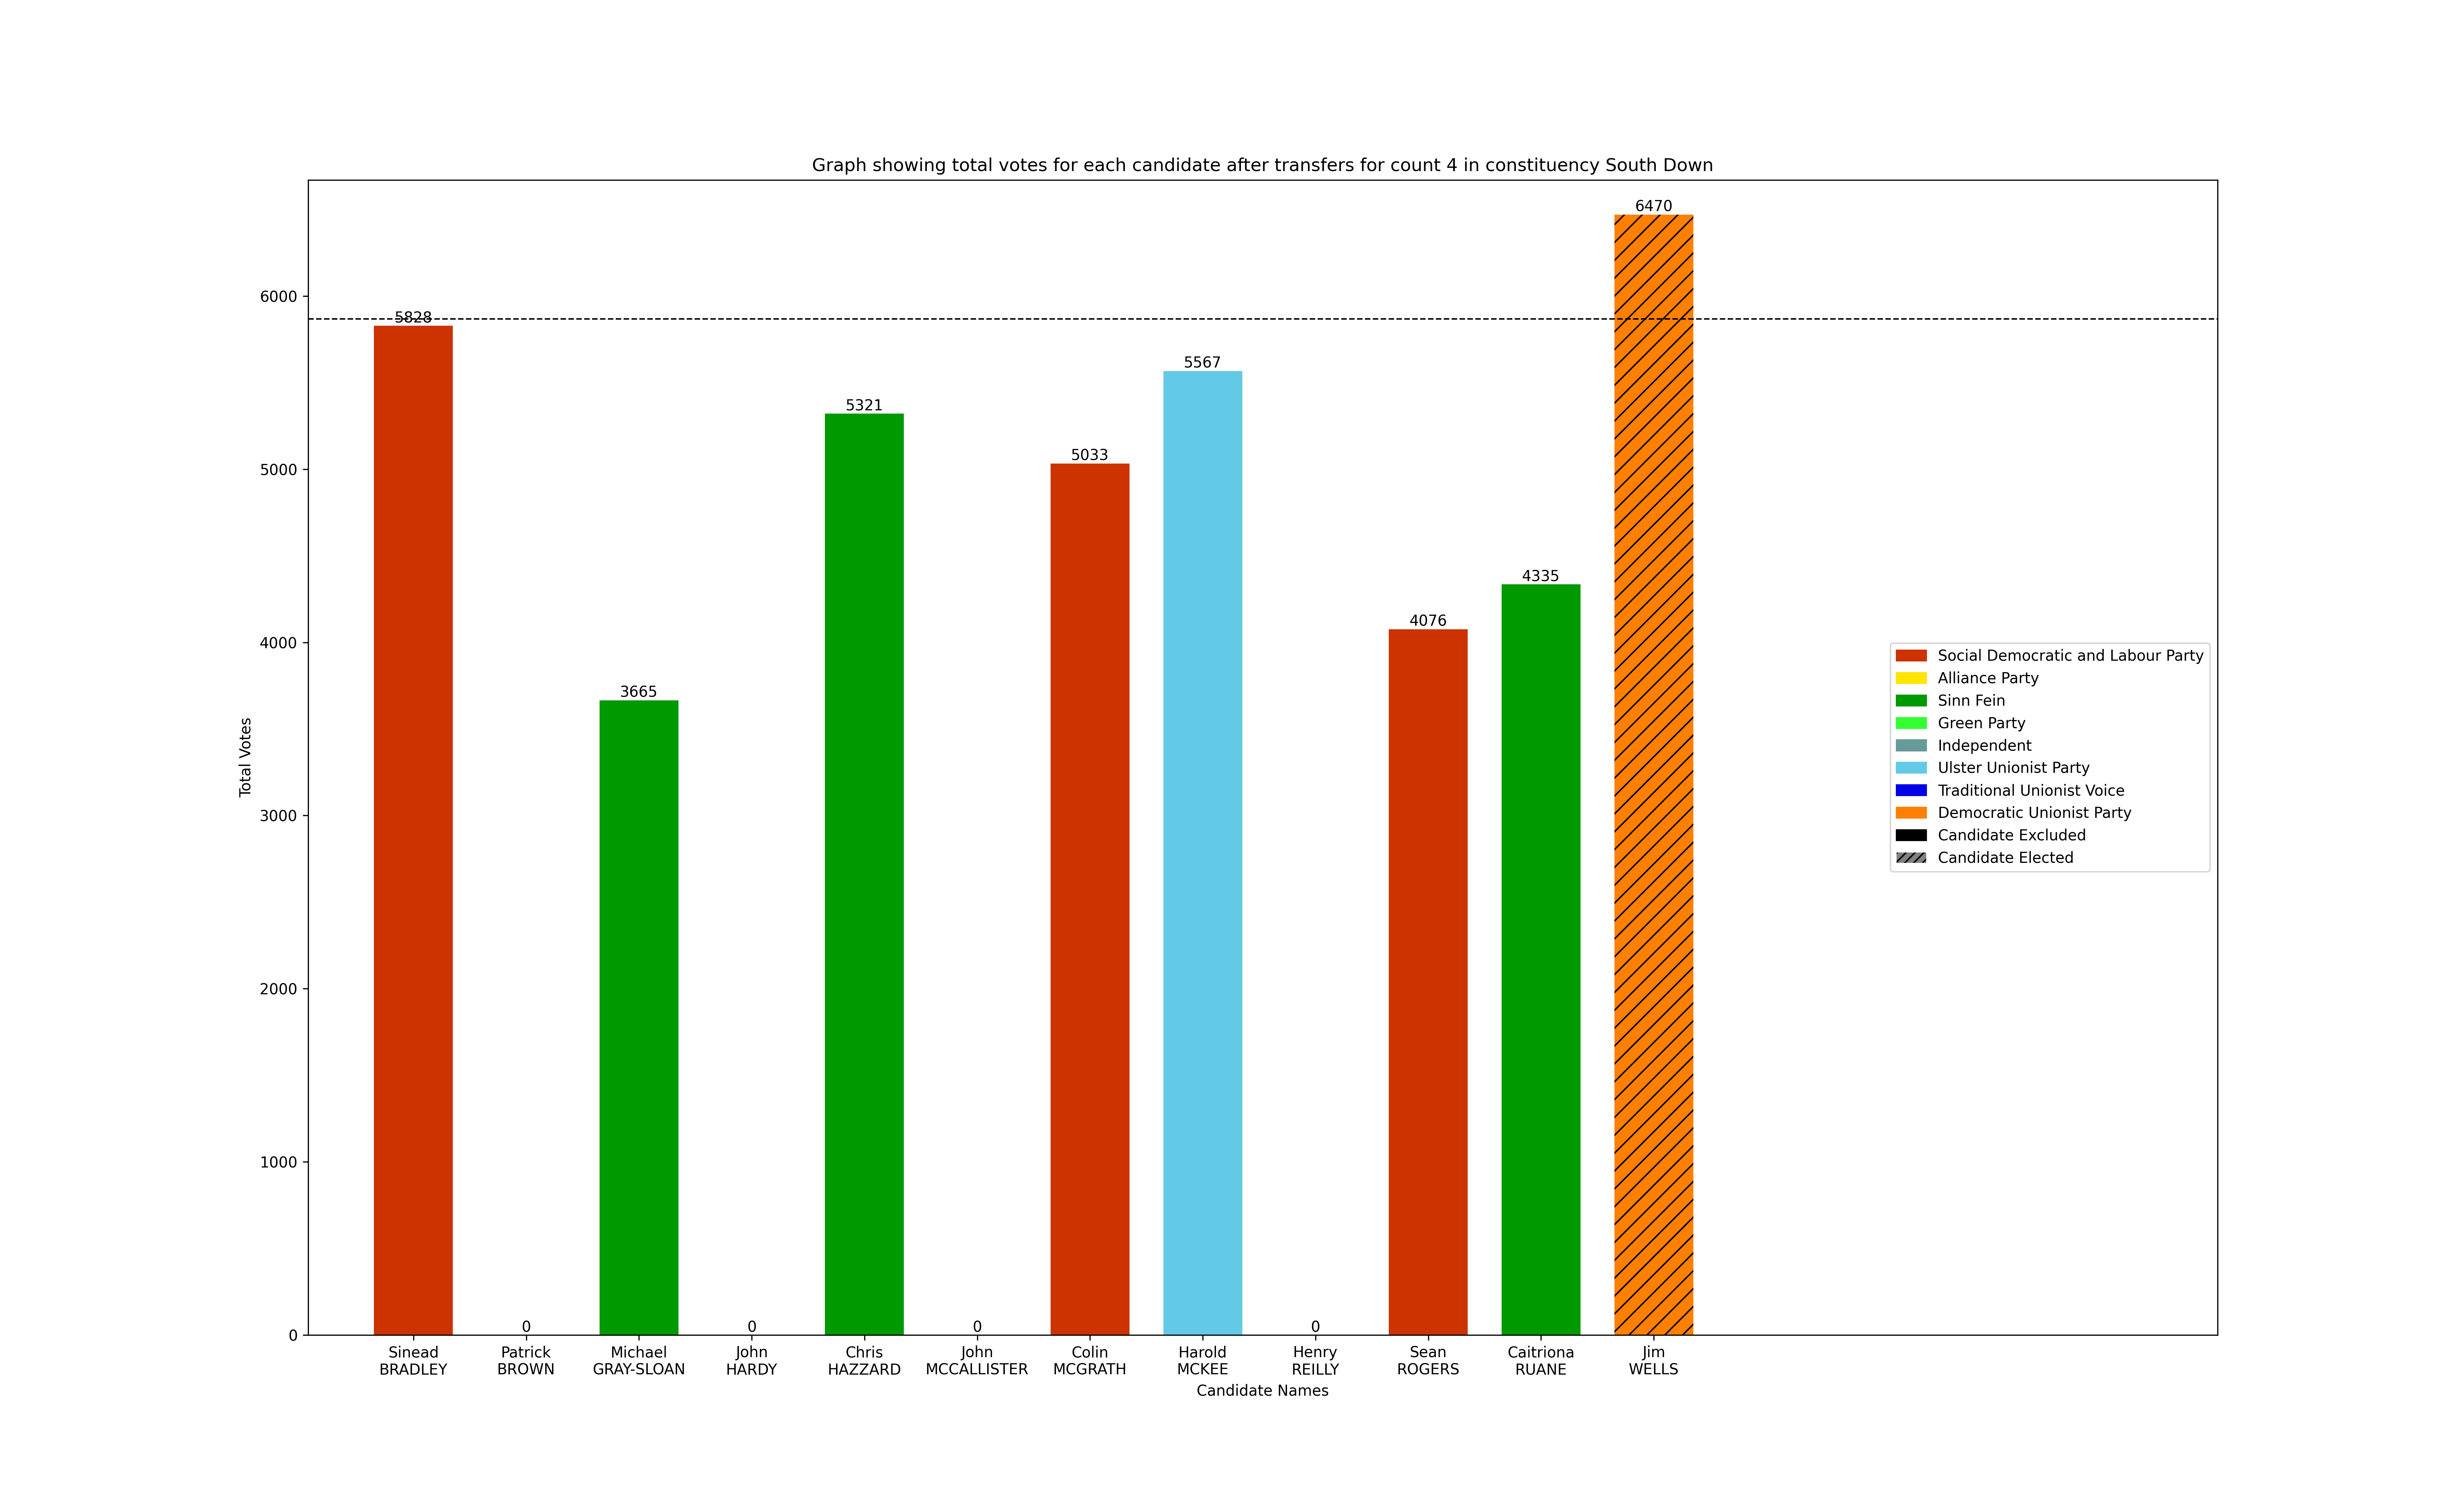 Graph showing total votes for each candidate after transfers for count 4 in constituency South Down
Total Votes
6000
5000
4000
3000
2000
1000
0
5828
0
3665
0
5321
0
5033
5567
0
4076
4335
6470
Sinead
BRADLEY
Patrick
BROWN
Michael
GRAY-SLOAN
John
HARDY
Chris
HAZZARD
John
MCCALLISTER
Colin
MCGRATH
Harold
MCKEE
Henry
REILLY
Sean
ROGERS
Caitriona
RUANE
Jim
WELLS
Candidate Names
Social Democratic and Labour Party
Alliance Party
Sinn Fein
Green Party
Independent
Ulster Unionist Party
Traditional Unionist Voice
Democratic Unionist Party
Candidate Excluded
Candidate Elected